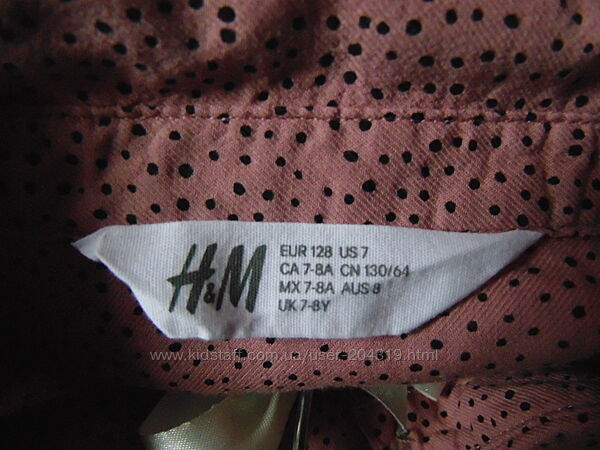 H&M
EUR 128 US 7
CA 7-8A CN 130/64
MX 7-8A AUS 8
UK 7-8Y
www.kidstaff.com.ua/user-204319.html